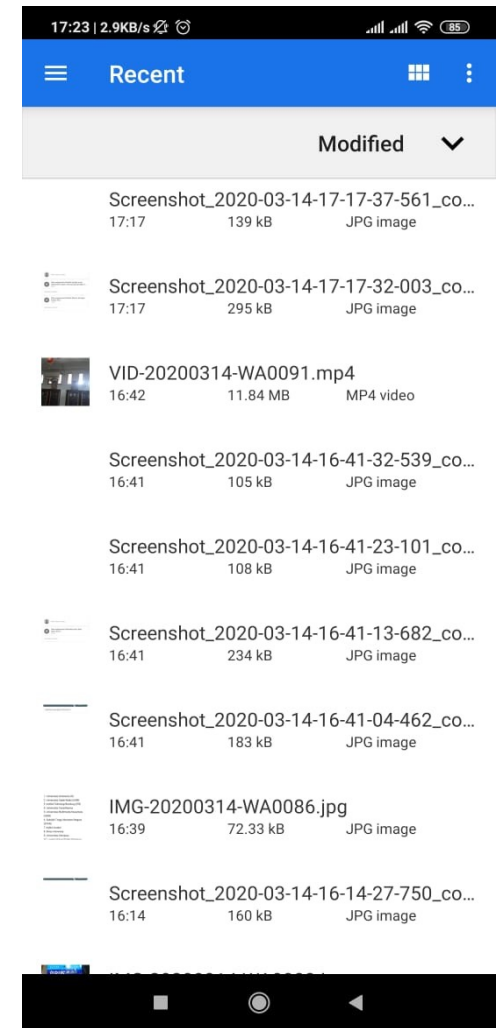 17:23 | 2.9KB/s 85
Recent
Modified
Screenshot_2020-03-14-17-17-37-561_co...
17:17 139 kB JPG image
Screenshot_2020-03-14-17-17-32-003_co...
17:17 295 kB JPG image
VID-20200314-WA0091.mp4
16:42 11.84 MB MP4 video
Screenshot_2020-03-14-16-41-32-539_co...
16:41 105 kB JPG image
Screenshot_2020-03-14-16-41-23-101_co...
16:41 108 kB JPG image
Screenshot_2020-03-14-16-41-13-682_co...
16:41 234 kB JPG image
Screenshot_2020-03-14-16-41-04-462_co...
16:41 183 kB JPG image
IMG-20200314-WA0086.jpg
16:39 72.33 kB JPG image
Screenshot_2020-03-14-16-14-27-750_co...
16:14 160 kB JPG image